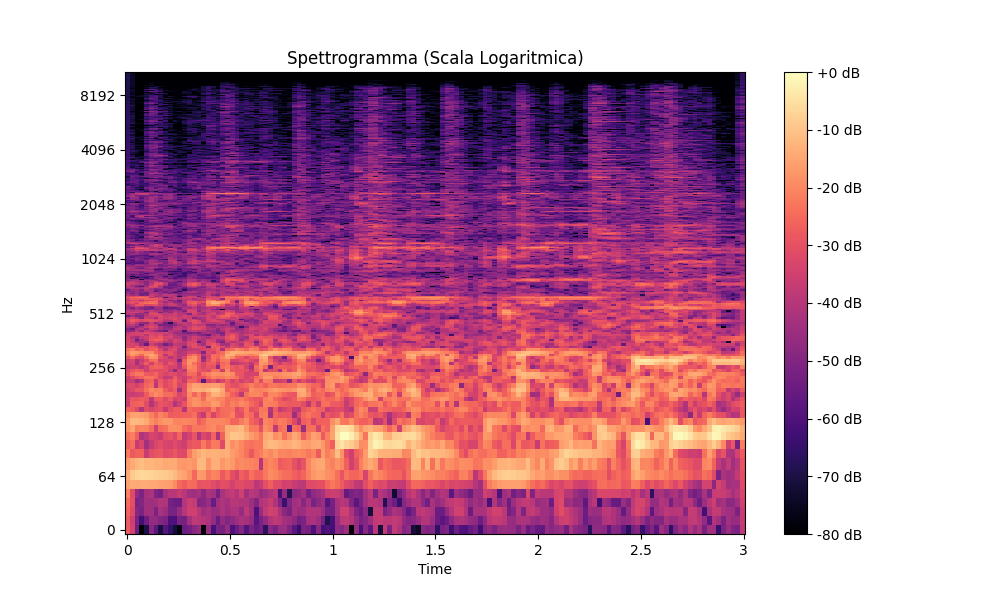 Spettrogramma (Scala Logaritmica)
Hz
8192
4096
2048
1024
512
256
128
64
0
0
0.5
1
1.5
2
2.5
3
Time
+0 dB
-10 dB
-20 dB
-30 dB
-40 dB
-50 dB
-60 dB
-70 dB
-80 dB